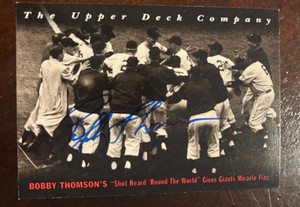 The Upper Deck Company
BOBBY THOMSON'S "Shot Heard 'Round The World" Gives Giants Miracle Flag